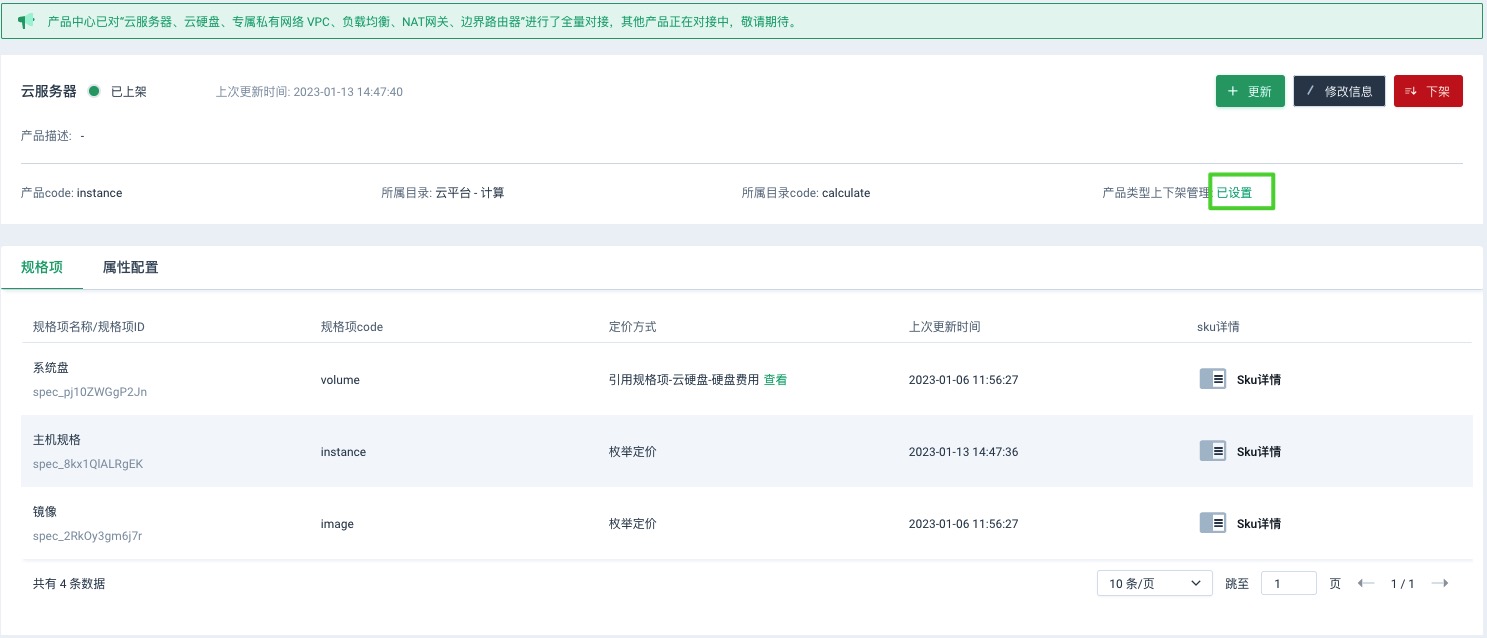 产品中心已对“云服务器、云硬盘、专属私有网络 VPC、负载均衡、NAT网关、边界路由器”进行了全量对接，其他产品正在对接中，敬请期待。
云服务器 已上架 上次更新时间: 2023-01-13 14:47:40 更新 修改信息 下架
产品描述: -
产品code: instance 所属目录: 云平台 - 计算 所属目录code: calculate 产品类型上下架管理 已设置
规格项 属性配置
规格项名称/规格项ID 规格项code 定价方式 上次更新时间 sku详情
系统盘
spec_pj10ZWGgP2Jn volume 引用规格项-云硬盘-硬盘费用 查看 2023-01-06 11:56:27 Sku详情
主机规格
spec_8kx1QlALRgEK instance 枚举定价 2023-01-13 14:47:36 Sku详情
镜像
spec_2RkOy3gm6j7r image 枚举定价 2023-01-06 11:56:27 Sku详情
共有 4 条数据 10 条/页 跳至 1 页 1 / 1